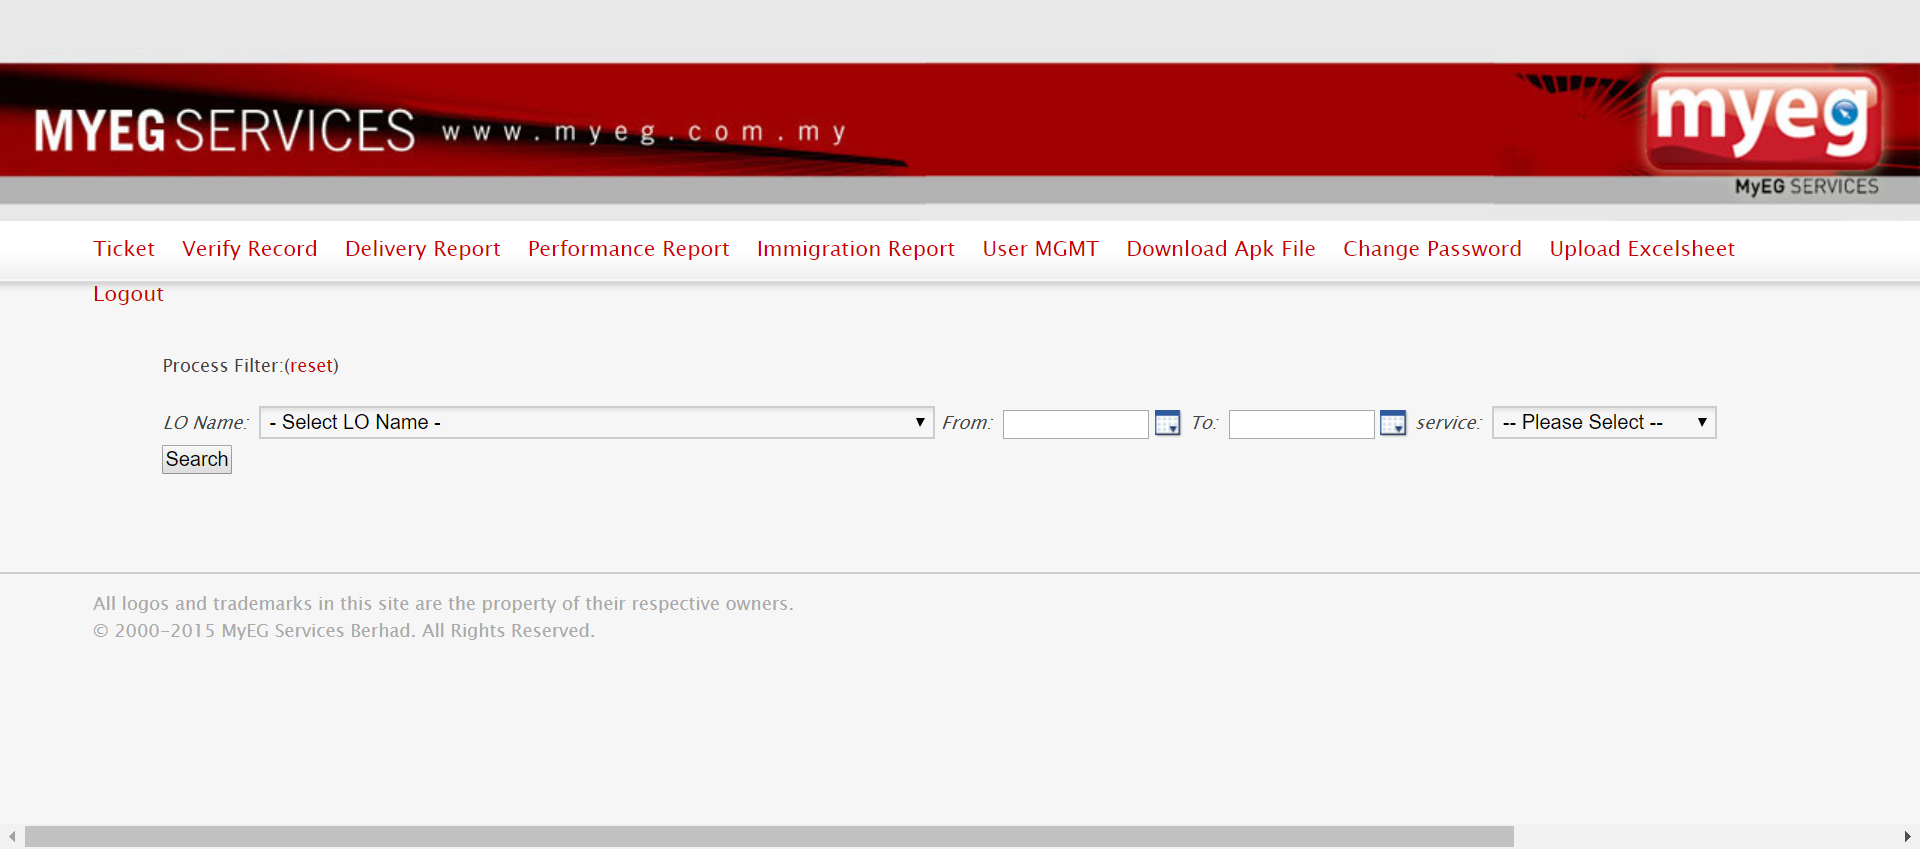 MYEG SERVICES www.myeg.com.my
myeg
MyEG SERVICES
Ticket Verify Record Delivery Report Performance Report Immigration Report User MGMT Download Apk File Change Password Upload Excelsheet
Logout
Process Filter:(reset)
LO Name: - Select LO Name - From: To: service: -- Please Select --
Search
All logos and trademarks in this site are the property of their respective owners.
© 2000-2015 MyEG Services Berhad. All Rights Reserved.